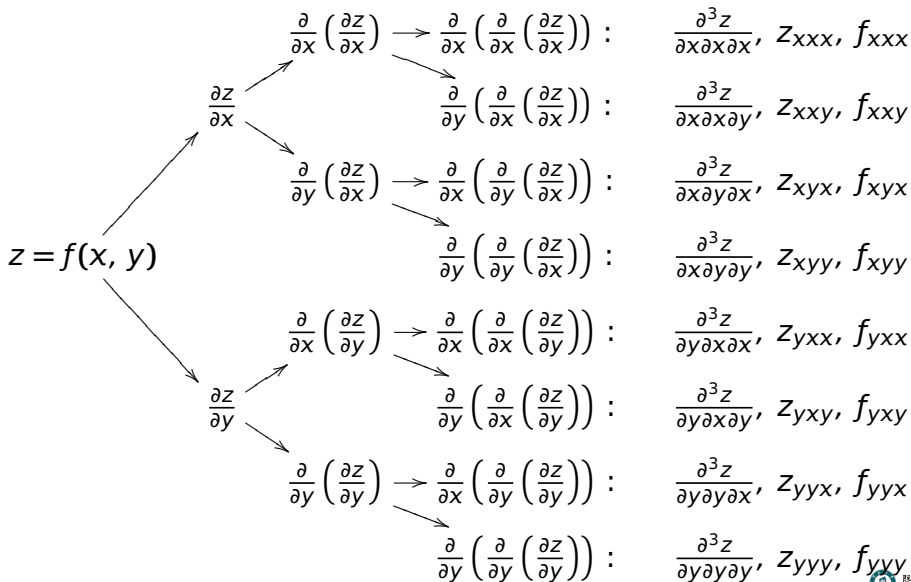 ∂/∂x (∂z/∂x) → ∂/∂x (∂/∂x (∂z/∂x)) : ∂³z/∂x∂x∂x, z_xxx, f_xxx
∂z/∂x ∂/∂y (∂/∂x (∂z/∂x)) : ∂³z/∂x∂x∂y, z_xxy, f_xxy
∂/∂y (∂z/∂x) → ∂/∂x (∂/∂y (∂z/∂x)) : ∂³z/∂x∂y∂x, z_xyx, f_xyx
z = f(x, y) ∂/∂y (∂/∂y (∂z/∂x)) : ∂³z/∂x∂y∂y, z_xyy, f_xyy
∂/∂x (∂z/∂y) → ∂/∂x (∂/∂x (∂z/∂y)) : ∂³z/∂y∂x∂x, z_yxx, f_yxx
∂z/∂y ∂/∂y (∂/∂x (∂z/∂y)) : ∂³z/∂y∂x∂y, z_yxy, f_yxy
∂/∂y (∂z/∂y) → ∂/∂x (∂/∂y (∂z/∂y)) : ∂³z/∂y∂y∂x, z_yyx, f_yyx
∂/∂y (∂/∂y (∂z/∂y)) : ∂³z/∂y∂y∂y, z_yyy, f_yyy